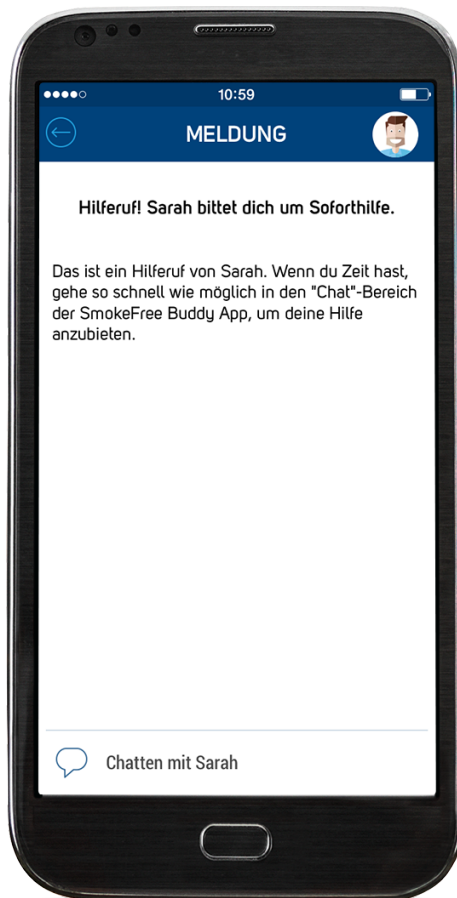 10:59
MELDUNG
Hilferuf! Sarah bittet dich um Soforthilfe.
Das ist ein Hilferuf von Sarah. Wenn du Zeit hast,
gehe so schnell wie möglich in den "Chat"-Bereich
der SmokeFree Buddy App, um deine Hilfe
anzubieten.
Chatten mit Sarah